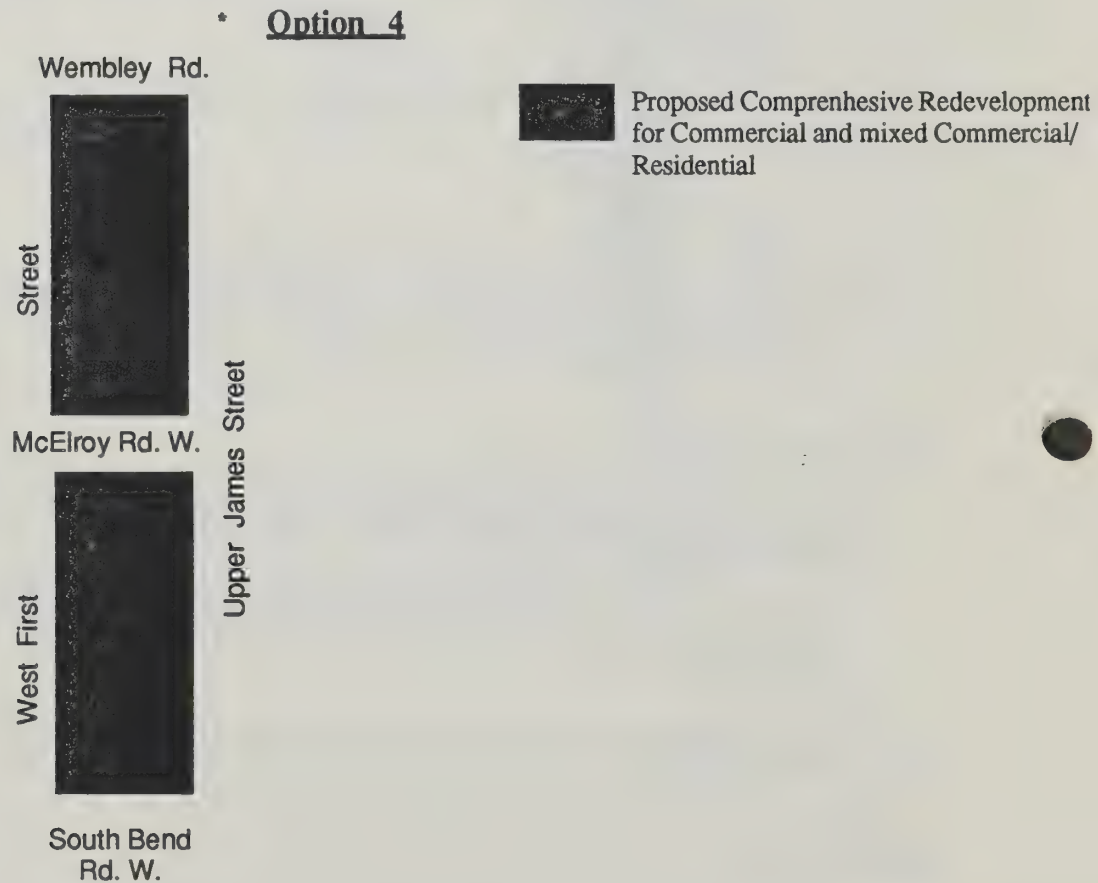 * Option 4
Wembley Rd.
Proposed Comprenhesive Redevelopment
for Commercial and mixed Commercial/
Residential
Street
McElroy Rd. W.
Upper James Street
West First
South Bend
Rd. W.